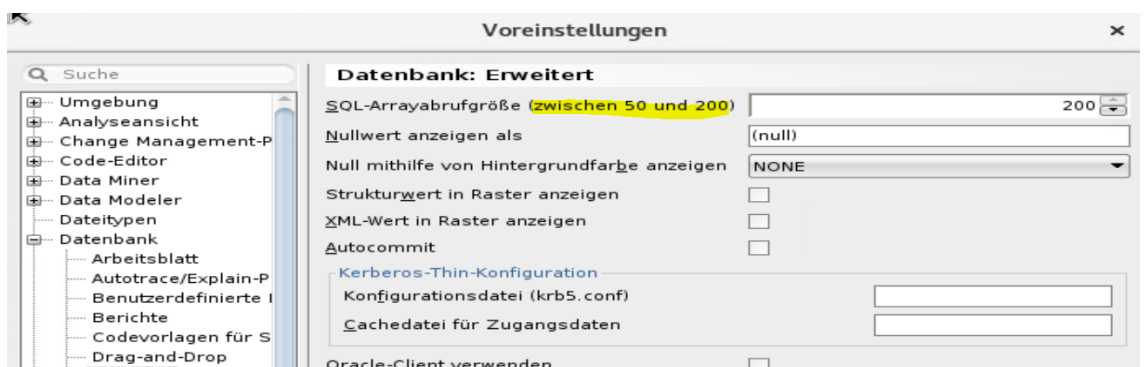 Voreinstellungen
Suche
Umgebung
Analyseansicht
Change Management-P
Code-Editor
Data Miner
Data Modeler
Dateitypen
Datenbank
Arbeitsblatt
Autotrace/Explain-P
Benutzerdefinierte I
Berichte
Codevorlagen für S
Drag-and-Drop
Datenbank: Erweitert
SQL-Arrayabrufgröße (zwischen 50 und 200) 200
Nullwert anzeigen als (null)
Null mithilfe von Hintergrundfarbe anzeigen NONE
Strukturwert in Raster anzeigen
XML-Wert in Raster anzeigen
Autocommit
Kerberos-Thin-Konfiguration
Konfigurationsdatei (krb5.conf)
Cachedatei für Zugangsdaten
Oracle-Client verwenden